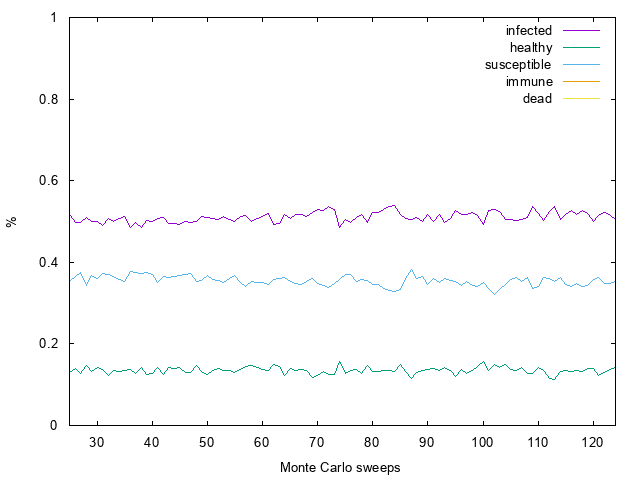 1
0.8
0.6
0.4
0.2
0
%
infected
healthy
susceptible
immune
dead
30 40 50 60 70 80 90 100 110 120
Monte Carlo sweeps